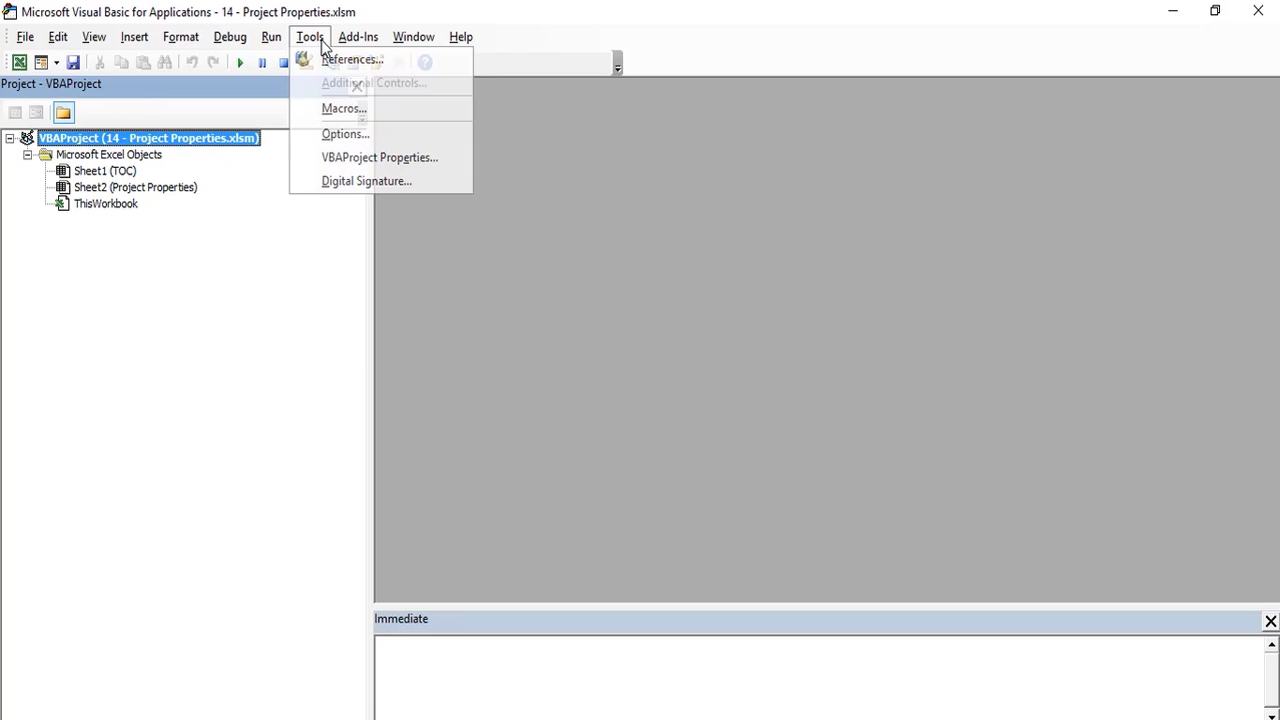 Microsoft Visual Basic for Applications - 14 - Project Properties.xlsm
File Edit View Insert Format Debug Run Tools Add-Ins Window Help
References...
Project - VBAProject
Additional Controls...
Macros...
VBAProject (14 - Project Properties.xlsm)
Options...
Microsoft Excel Objects
VBAProject Properties...
Sheet1 (TOC)
Digital Signature...
Sheet2 (Project Properties)
ThisWorkbook
Immediate